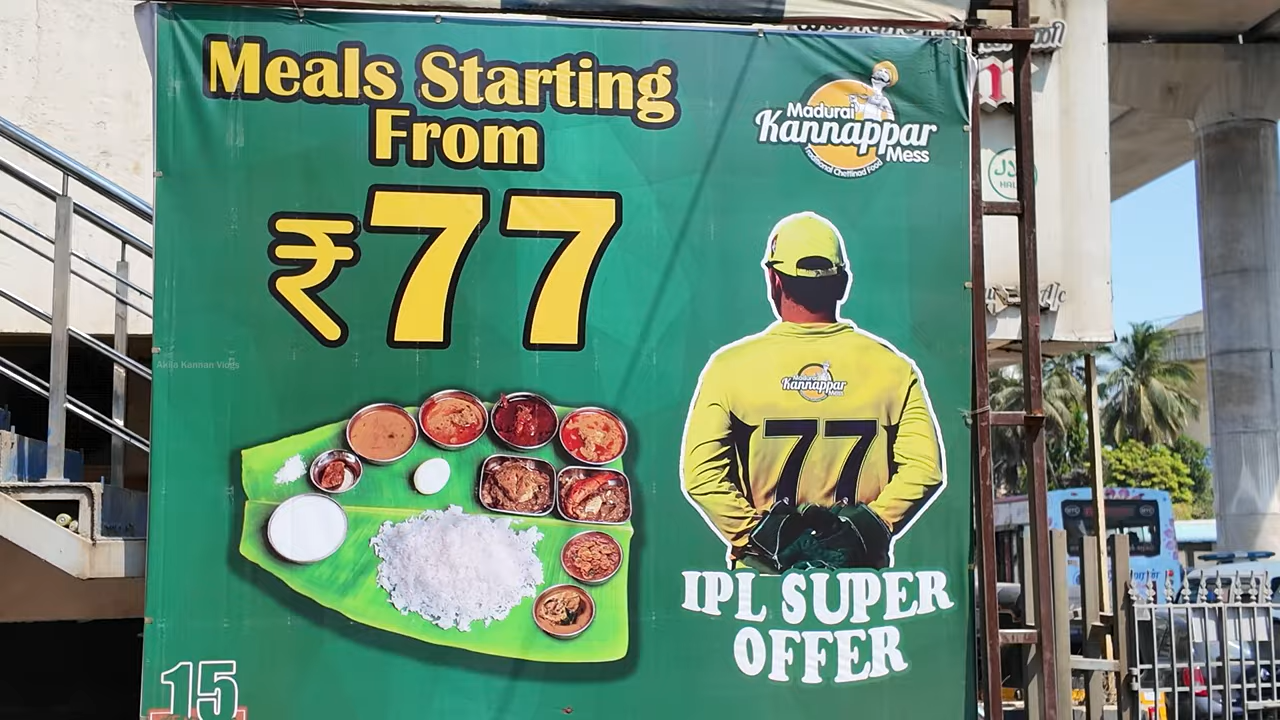 Meals Starting
From
₹77
Madurai
Kannappar
Mess
Traditional Chettinad Food
Akila Kannan Vlogs
Madurai
Kannappar
Mess
77
IPL SUPER
OFFER
15
A/c